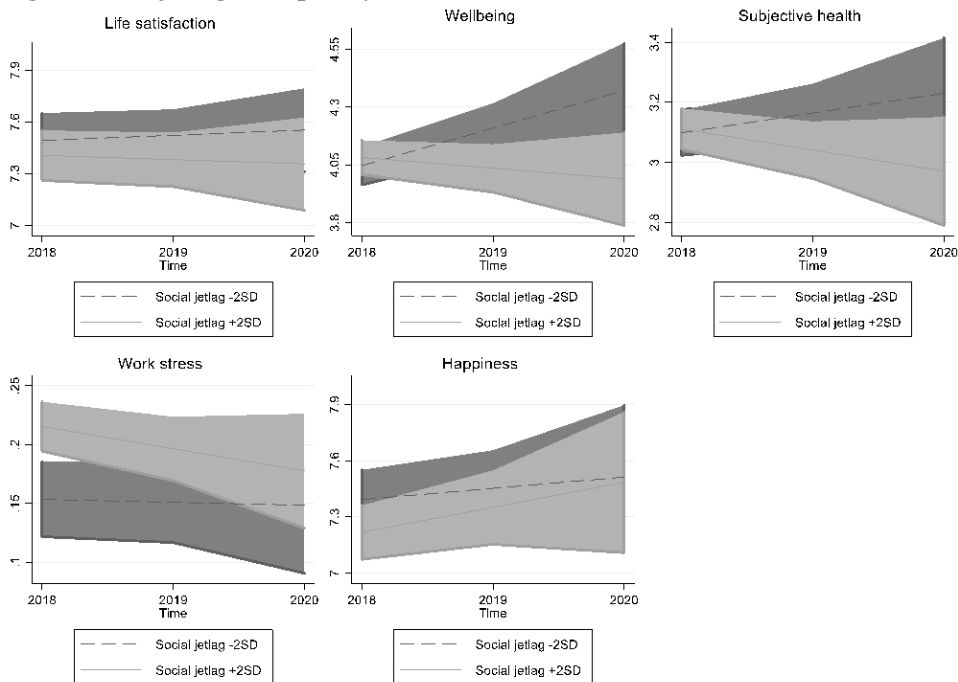 Life satisfaction
7.9
7.6
7.3
7
2018
2019
2020
Time
Social jetlag -2SD
Social jetlag +2SD
Wellbeing
4.55
4.3
4.05
3.8
2018
2019
2020
TIme
Social jetlag -2SD
Social jetlag +2SD
Subjective health
3.4
3.2
3
2.8
2018
2019
2020
Time
Social jetlag -2SD
Social jetlag +2SD
Work stress
.25
.2
.15
.1
2018
2019
2020
Time
Social jetlag -2SD
Social jetlag +2SD
Happiness
7.9
7.6
7.3
7
2018
2019
2020
Time
Social jetlag -2SD
Social jetlag +2SD